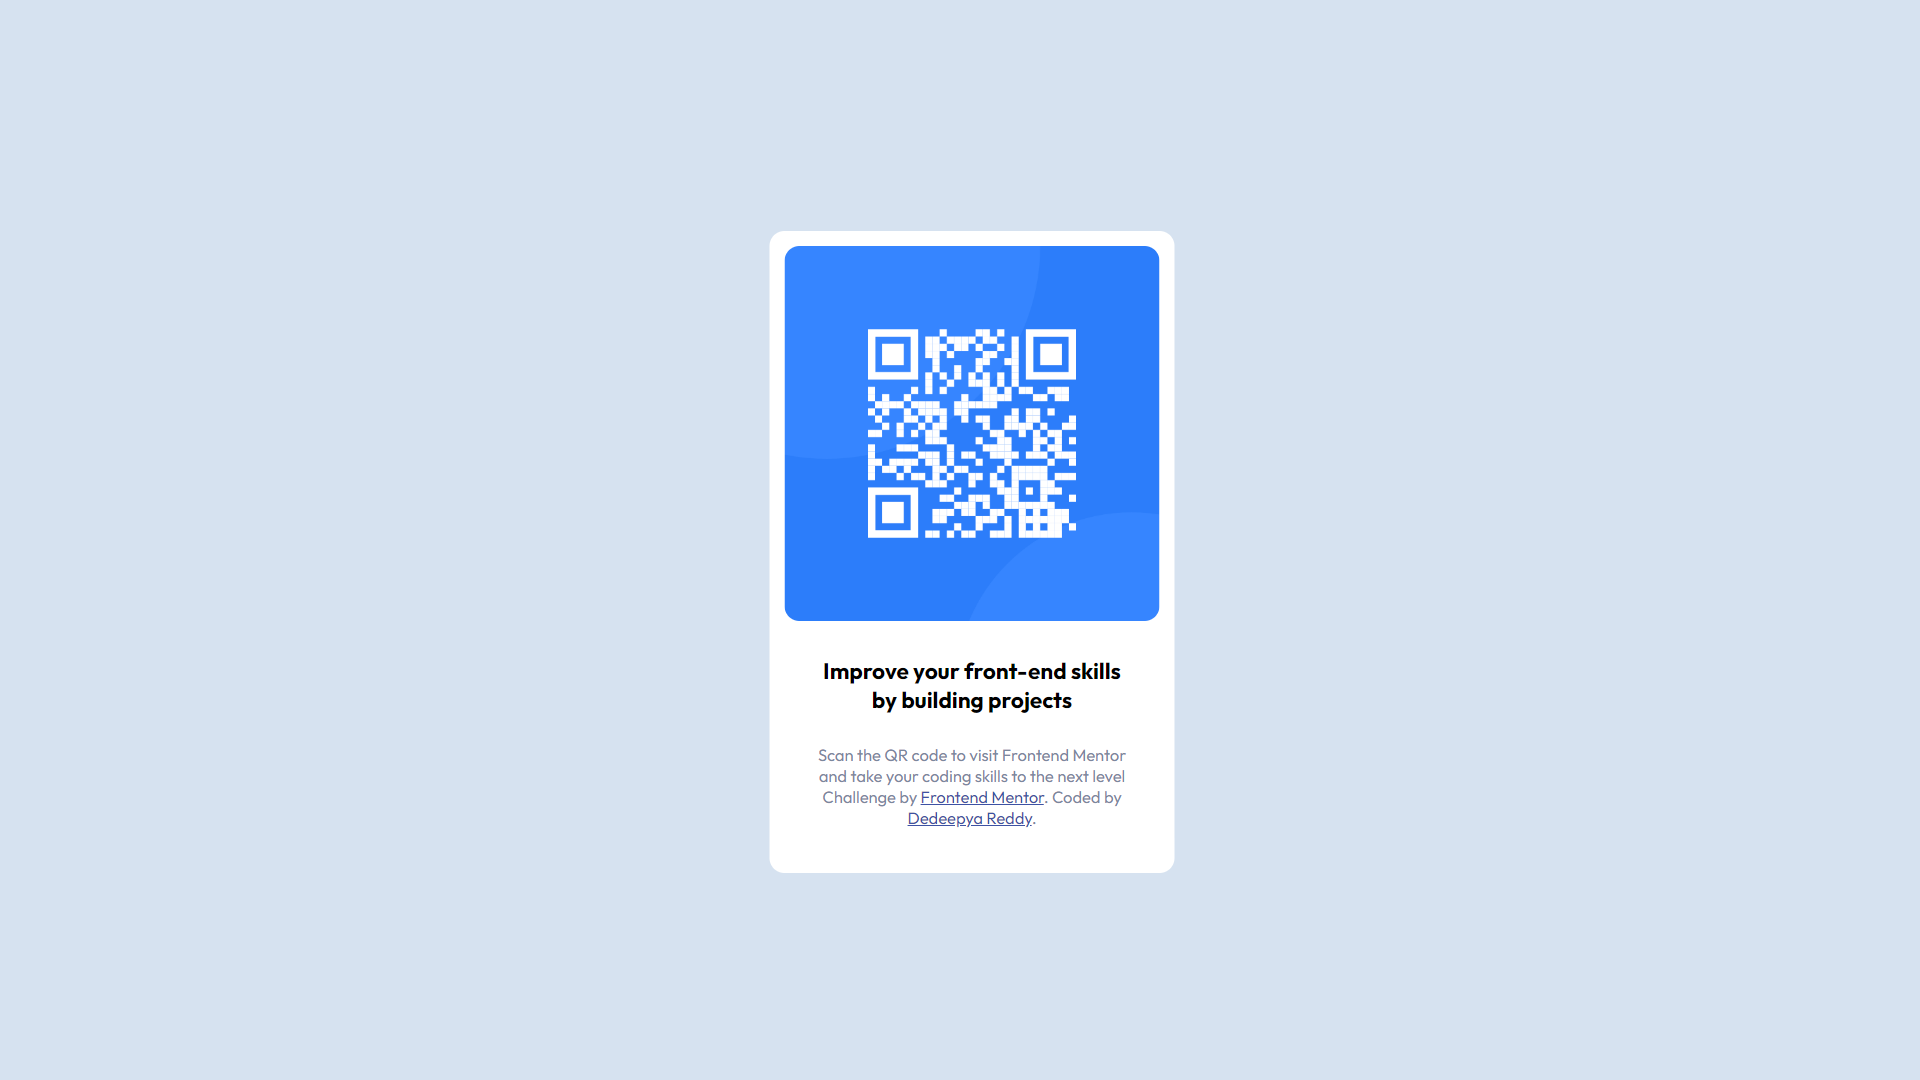 Improve your front-end skills
by building projects
Scan the QR code to visit Frontend Mentor
and take your coding skills to the next level
Challenge by Frontend Mentor. Coded by
Dedeepya Reddy.